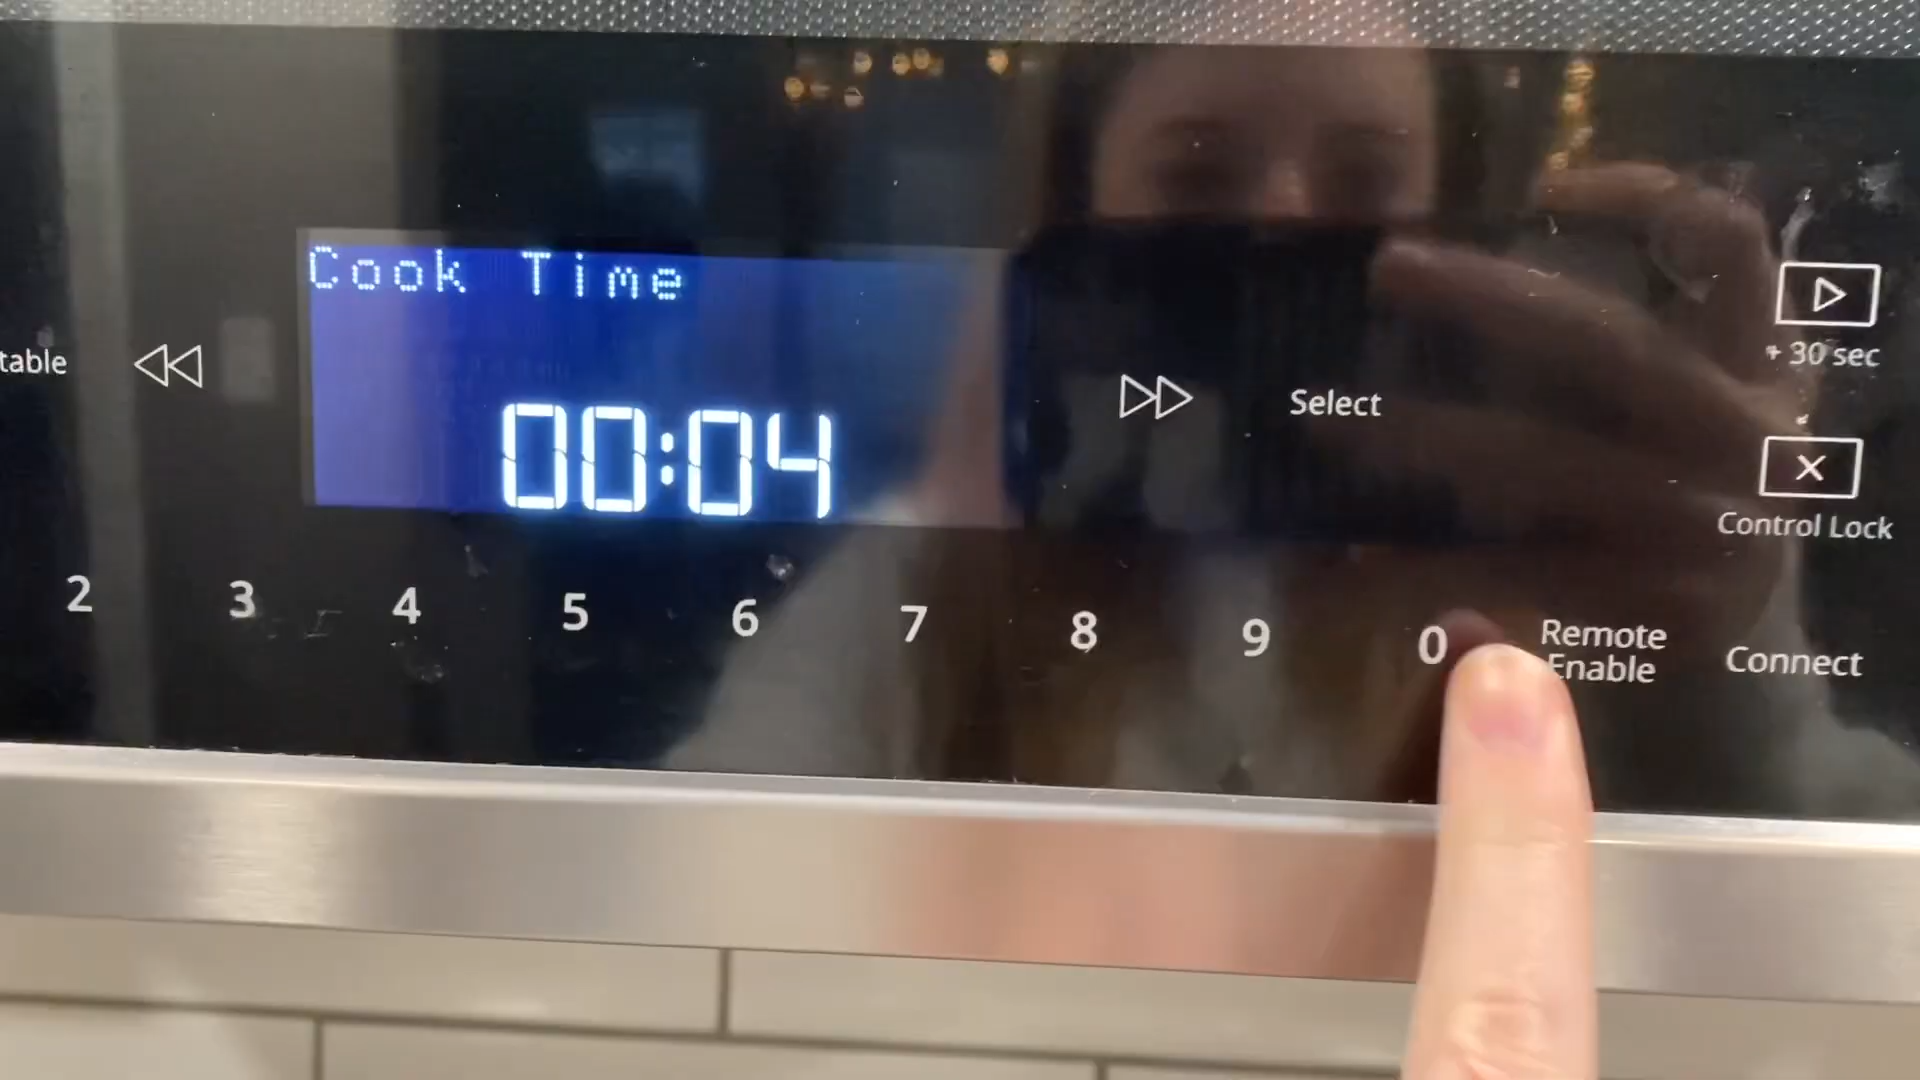 Cook Time
00:04
table
Select
+ 30 sec
Control Lock
2 3 4 5 6 7 8 9 0
Remote
Enable
Connect